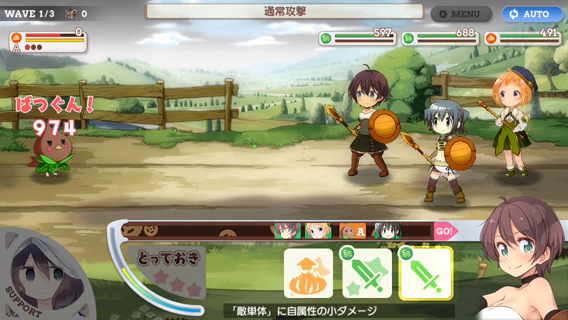 WAVE 1/3 0
通常攻撃
MENU
AUTO
0
A
597
688
491
ばつぐん!
974
A
GO!
とっておき
SUPPORT
「敵単体」に自属性の小ダメージ